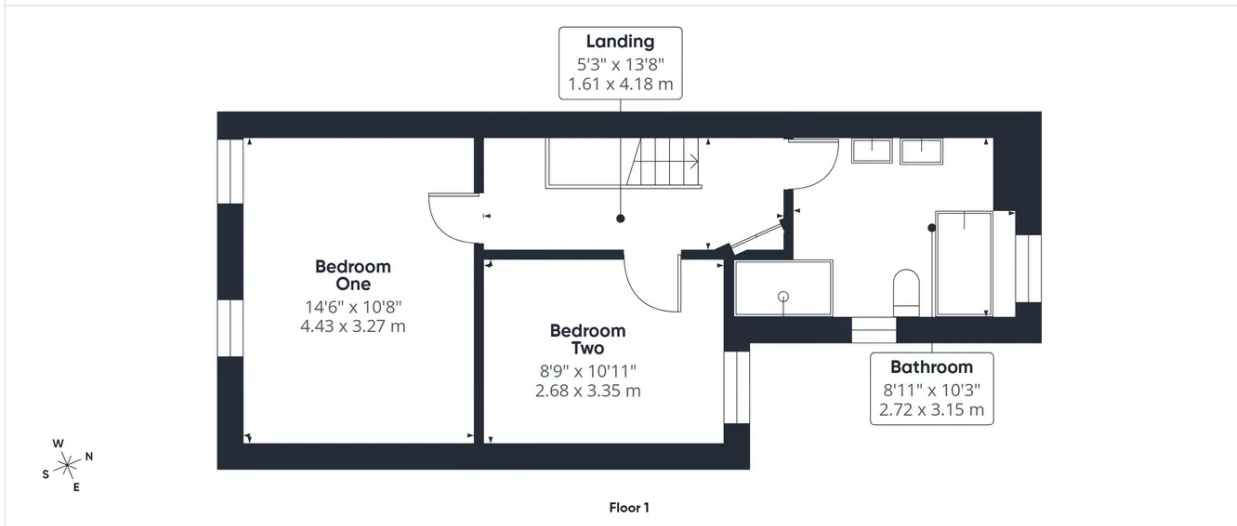 Landing
5'3" x 13'8"
1.61 x 4.18 m
Bedroom
One
14'6" x 10'8"
4.43 x 3.27 m
Bedroom
Two
8'9" x 10'11"
2.68 x 3.35 m
Bathroom
8'11" x 10'3"
2.72 x 3.15 m
W
N
S
E
Floor 1